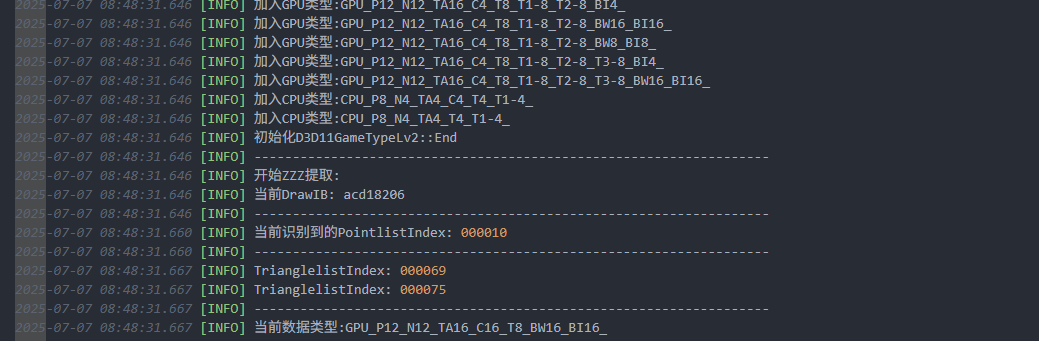 2025-07-07 08:48:31.646 [INFO] 加入GPU类型:GPU_P12_N12_TA16_C4_T8_T1-8_T2-8_BI4_
2025-07-07 08:48:31.646 [INFO] 加入GPU类型:GPU_P12_N12_TA16_C4_T8_T1-8_T2-8_BW16_BI16_
2025-07-07 08:48:31.646 [INFO] 加入GPU类型:GPU_P12_N12_TA16_C4_T8_T1-8_T2-8_BW8_BI8_
2025-07-07 08:48:31.646 [INFO] 加入GPU类型:GPU_P12_N12_TA16_C4_T8_T1-8_T2-8_T3-8_BI4_
2025-07-07 08:48:31.646 [INFO] 加入GPU类型:GPU_P12_N12_TA16_C4_T8_T1-8_T2-8_T3-8_BW16_BI16_
2025-07-07 08:48:31.646 [INFO] 加入CPU类型:CPU_P8_N4_TA4_C4_T4_T1-4_
2025-07-07 08:48:31.646 [INFO] 加入CPU类型:CPU_P8_N4_TA4_T4_T1-4_
2025-07-07 08:48:31.646 [INFO] 初始化D3D11GameTypeLv2::End
2025-07-07 08:48:31.646 [INFO] --------------------------------------------------------------------
2025-07-07 08:48:31.646 [INFO] 开始ZZZ提取:
2025-07-07 08:48:31.646 [INFO] 当前DrawIB: acd18206
2025-07-07 08:48:31.646 [INFO] --------------------------------------------------------------------
2025-07-07 08:48:31.660 [INFO] 当前识别到的PointlistIndex: 000010
2025-07-07 08:48:31.660 [INFO] --------------------------------------------------------------------
2025-07-07 08:48:31.667 [INFO] TrianglelistIndex: 000069
2025-07-07 08:48:31.667 [INFO] TrianglelistIndex: 000075
2025-07-07 08:48:31.667 [INFO] --------------------------------------------------------------------
2025-07-07 08:48:31.667 [INFO] 当前数据类型:GPU_P12_N12_TA16_C16_T8_BW16_BI16_